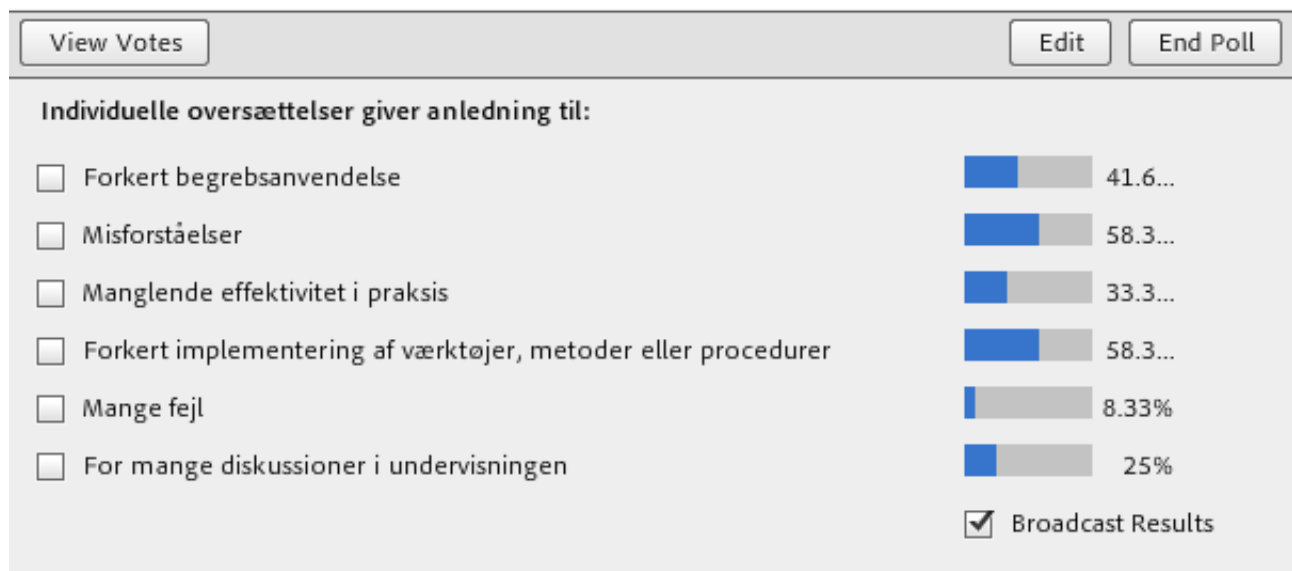 View Votes Edit End Poll
Individuelle oversættelser giver anledning til:
Forkert begrebsanvendelse 41.6...
Misforståelser 58.3...
Manglende effektivitet i praksis 33.3...
Forkert implementering af værktøjer, metoder eller procedurer 58.3...
Mange fejl 8.33%
For mange diskussioner i undervisningen 25%
Broadcast Results